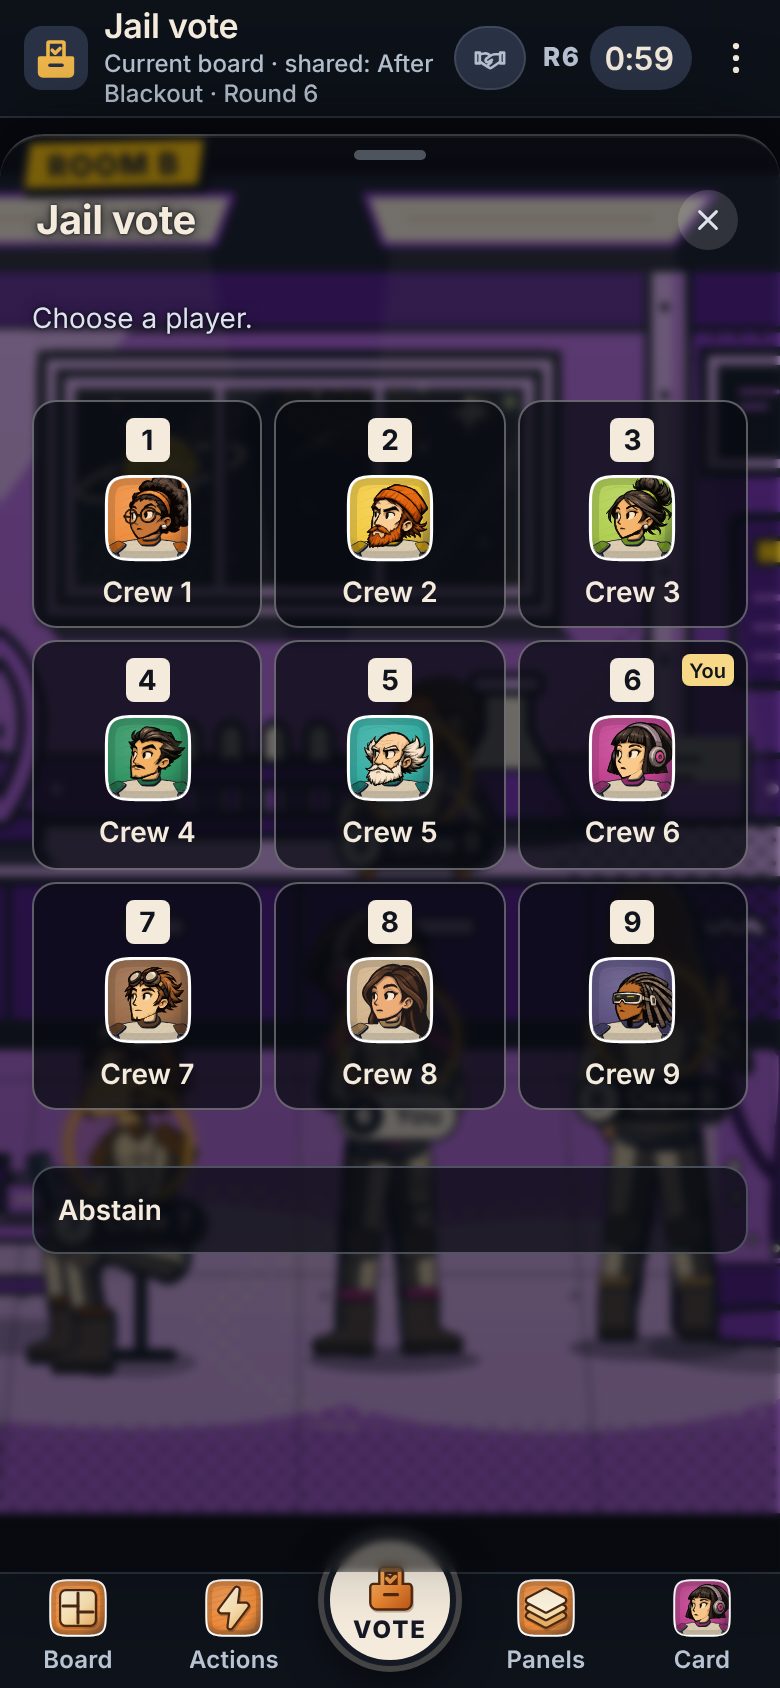 Jail vote
Current board · shared: After
Blackout · Round 6
R6
0:59
ROOM B
Jail vote
Choose a player.
1
2
3
Crew 1
Crew 2
Crew 3
4
5
6
You
Crew 4
Crew 5
Crew 6
7
8
9
Crew 7
Crew 8
Crew 9
Abstain
VOTE
Board
Actions
Panels
Card